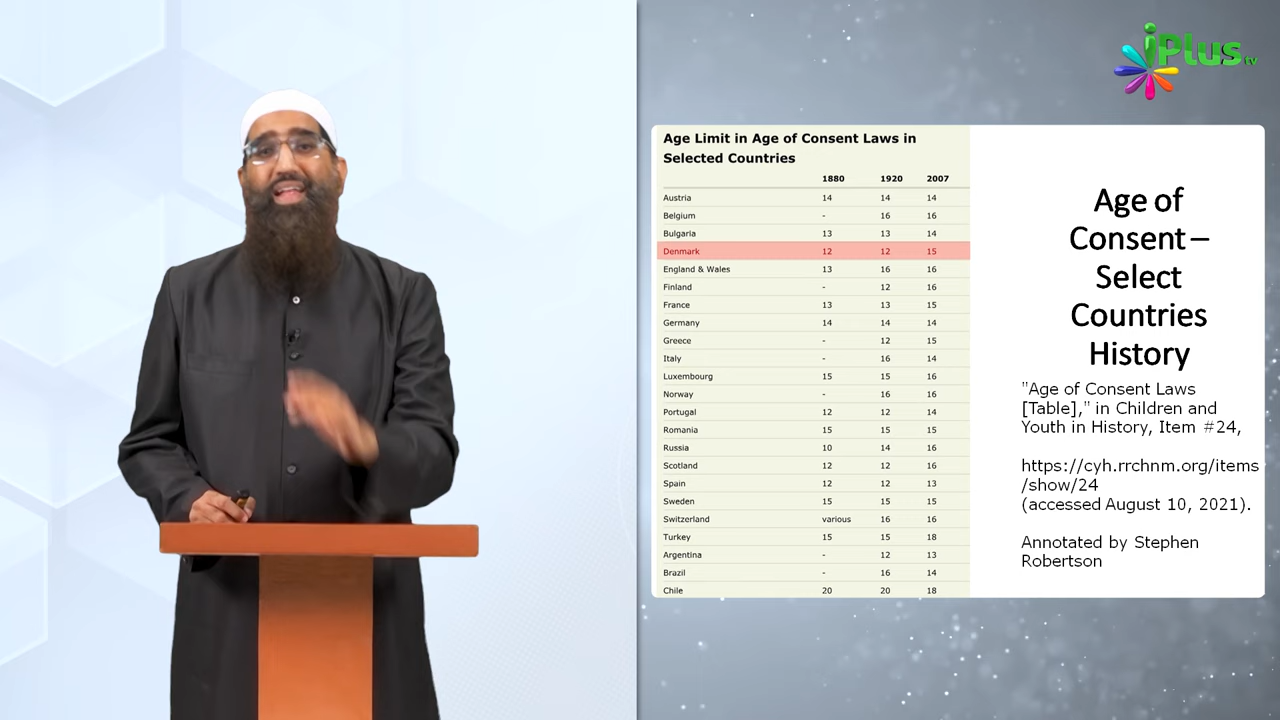 iPlus tv
Age Limit in Age of Consent Laws in
Selected Countries
1880 1920 2007
Austria 14 14 14
Belgium - 16 16
Bulgaria 13 13 14
Denmark 12 12 15
England & Wales 13 16 16
Finland - 12 16
France 13 13 15
Germany 14 14 14
Greece - 12 15
Italy - 16 14
Luxembourg 15 15 16
Norway - 16 16
Portugal 12 12 14
Romania 15 15 15
Russia 10 14 16
Scotland 12 12 16
Spain 12 12 13
Sweden 15 15 15
Switzerland various 16 16
Turkey 15 15 18
Argentina - 12 13
Brazil - 16 14
Chile 20 20 18
Age of
Consent –
Select
Countries
History
"Age of Consent Laws
[Table]," in Children and
Youth in History, Item #24,
https://cyh.rrchnm.org/items
/show/24
(accessed August 10, 2021).
Annotated by Stephen
Robertson